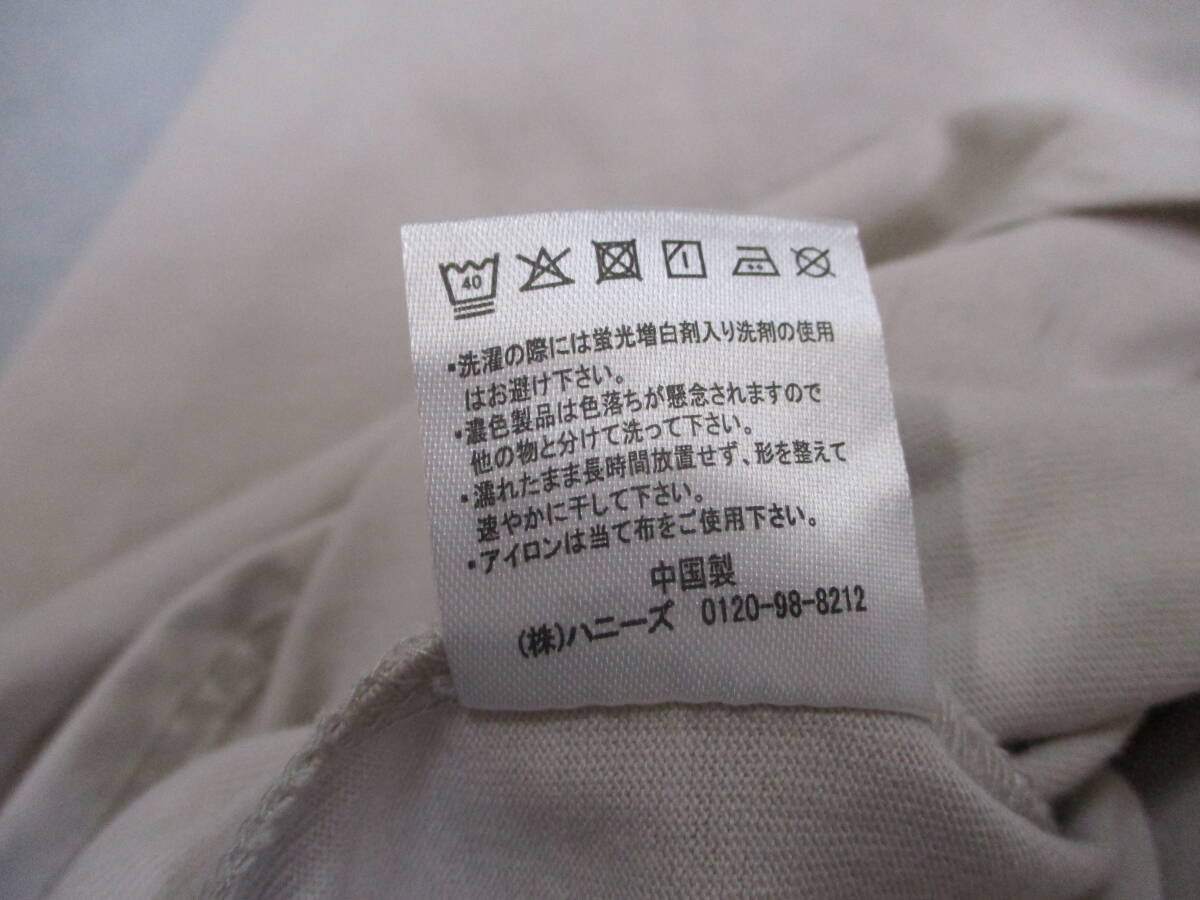 40
・洗濯の際には蛍光増白剤入り洗剤の使用
はお避け下さい。
・濃色製品は色落ちが懸念されますので
他の物と分けて洗って下さい。
・濡れたまま長時間放置せず、形を整えて
速やかに干して下さい。
・アイロンは当て布をご使用下さい。
中国製
(株)ハニーズ 0120-98-8212